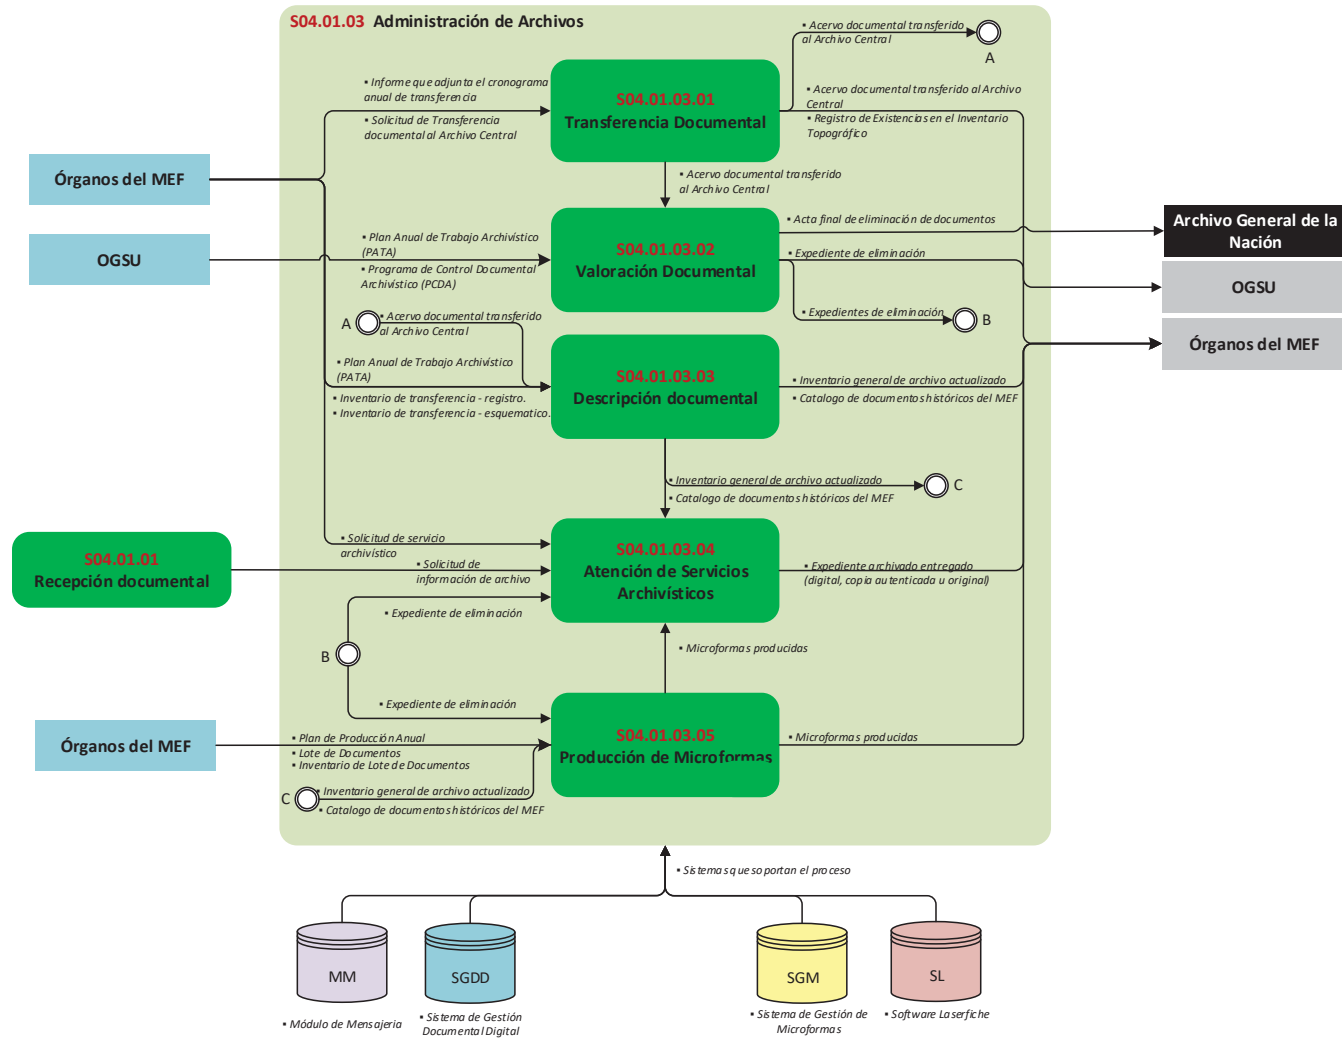 S04.01.03 Administración de Archivos
▪ Acervo documental transferido
al Archivo Central
A
▪ Informe que adjunta el cronograma
anual de transferencia
▪ Solicitud de Transferencia
documental al Archivo Central
S04.01.03.01
Transferencia Documental
▪ Acervo documental transferido al Archivo
Central
▪ Registro de Existencias en el Inventario
Topográfico
Órganos del MEF
▪ Acervo documental transferido
al Archivo Central
OGSU
▪ Plan Anual de Trabajo Archivístico
(PATA)
▪ Programa de Control Documental
Archivístico (PCDA)
S04.01.03.02
Valoración Documental
▪ Acta final de eliminación de documentos
▪ Expediente de eliminación
▪ Expedientes de eliminación
B
Archivo General de la
Nación
OGSU
Órganos del MEF
A
▪ Acervo documental transferido
al Archivo Central
▪ Plan Anual de Trabajo Archivístico
(PATA)
▪ Inventario de transferencia - registro.
▪ Inventario de transferencia - esquematico.
S04.01.03.03
Descripción documental
▪ Inventario general de archivo actualizado
▪ Catalogo de documentos históricos del MEF
▪ Inventario general de archivo actualizado
▪ Catalogo de documentos históricos del MEF
C
S04.01.01
Recepción documental
▪ Solicitud de servicio
archivístico
▪ Solicitud de
información de archivo
▪ Expediente de eliminación
S04.01.03.04
Atención de Servicios
Archivísticos
▪ Expediente archivado entregado
(digital, copia autenticada u original)
B
▪ Microformas producidas
▪ Expediente de eliminación
Órganos del MEF
▪ Plan de Producción Anual
▪ Lote de Documentos
▪ Inventario de Lote de Documentos
S04.01.03.05
Producción de Microformas
▪ Microformas producidas
C
▪ Inventario general de archivo actualizado
▪ Catalogo de documentos históricos del MEF
▪ Sistemas que soportan el proceso
MM
SGDD
SGM
SL
▪ Módulo de Mensajeria
▪ Sistema de Gestión
Documental Digital
▪ Sistema de Gestión de
Microformas
▪ Software Laserfiche